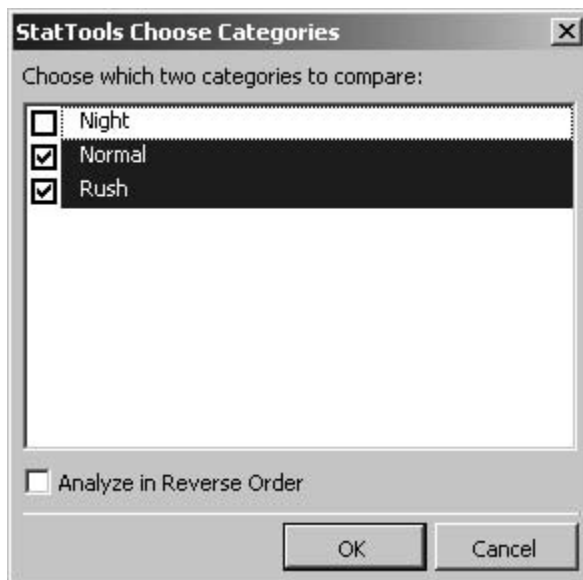 StatTools Choose Categories
Choose which two categories to compare:
Night
Normal
Rush
Analyze in Reverse Order
OK
Cancel